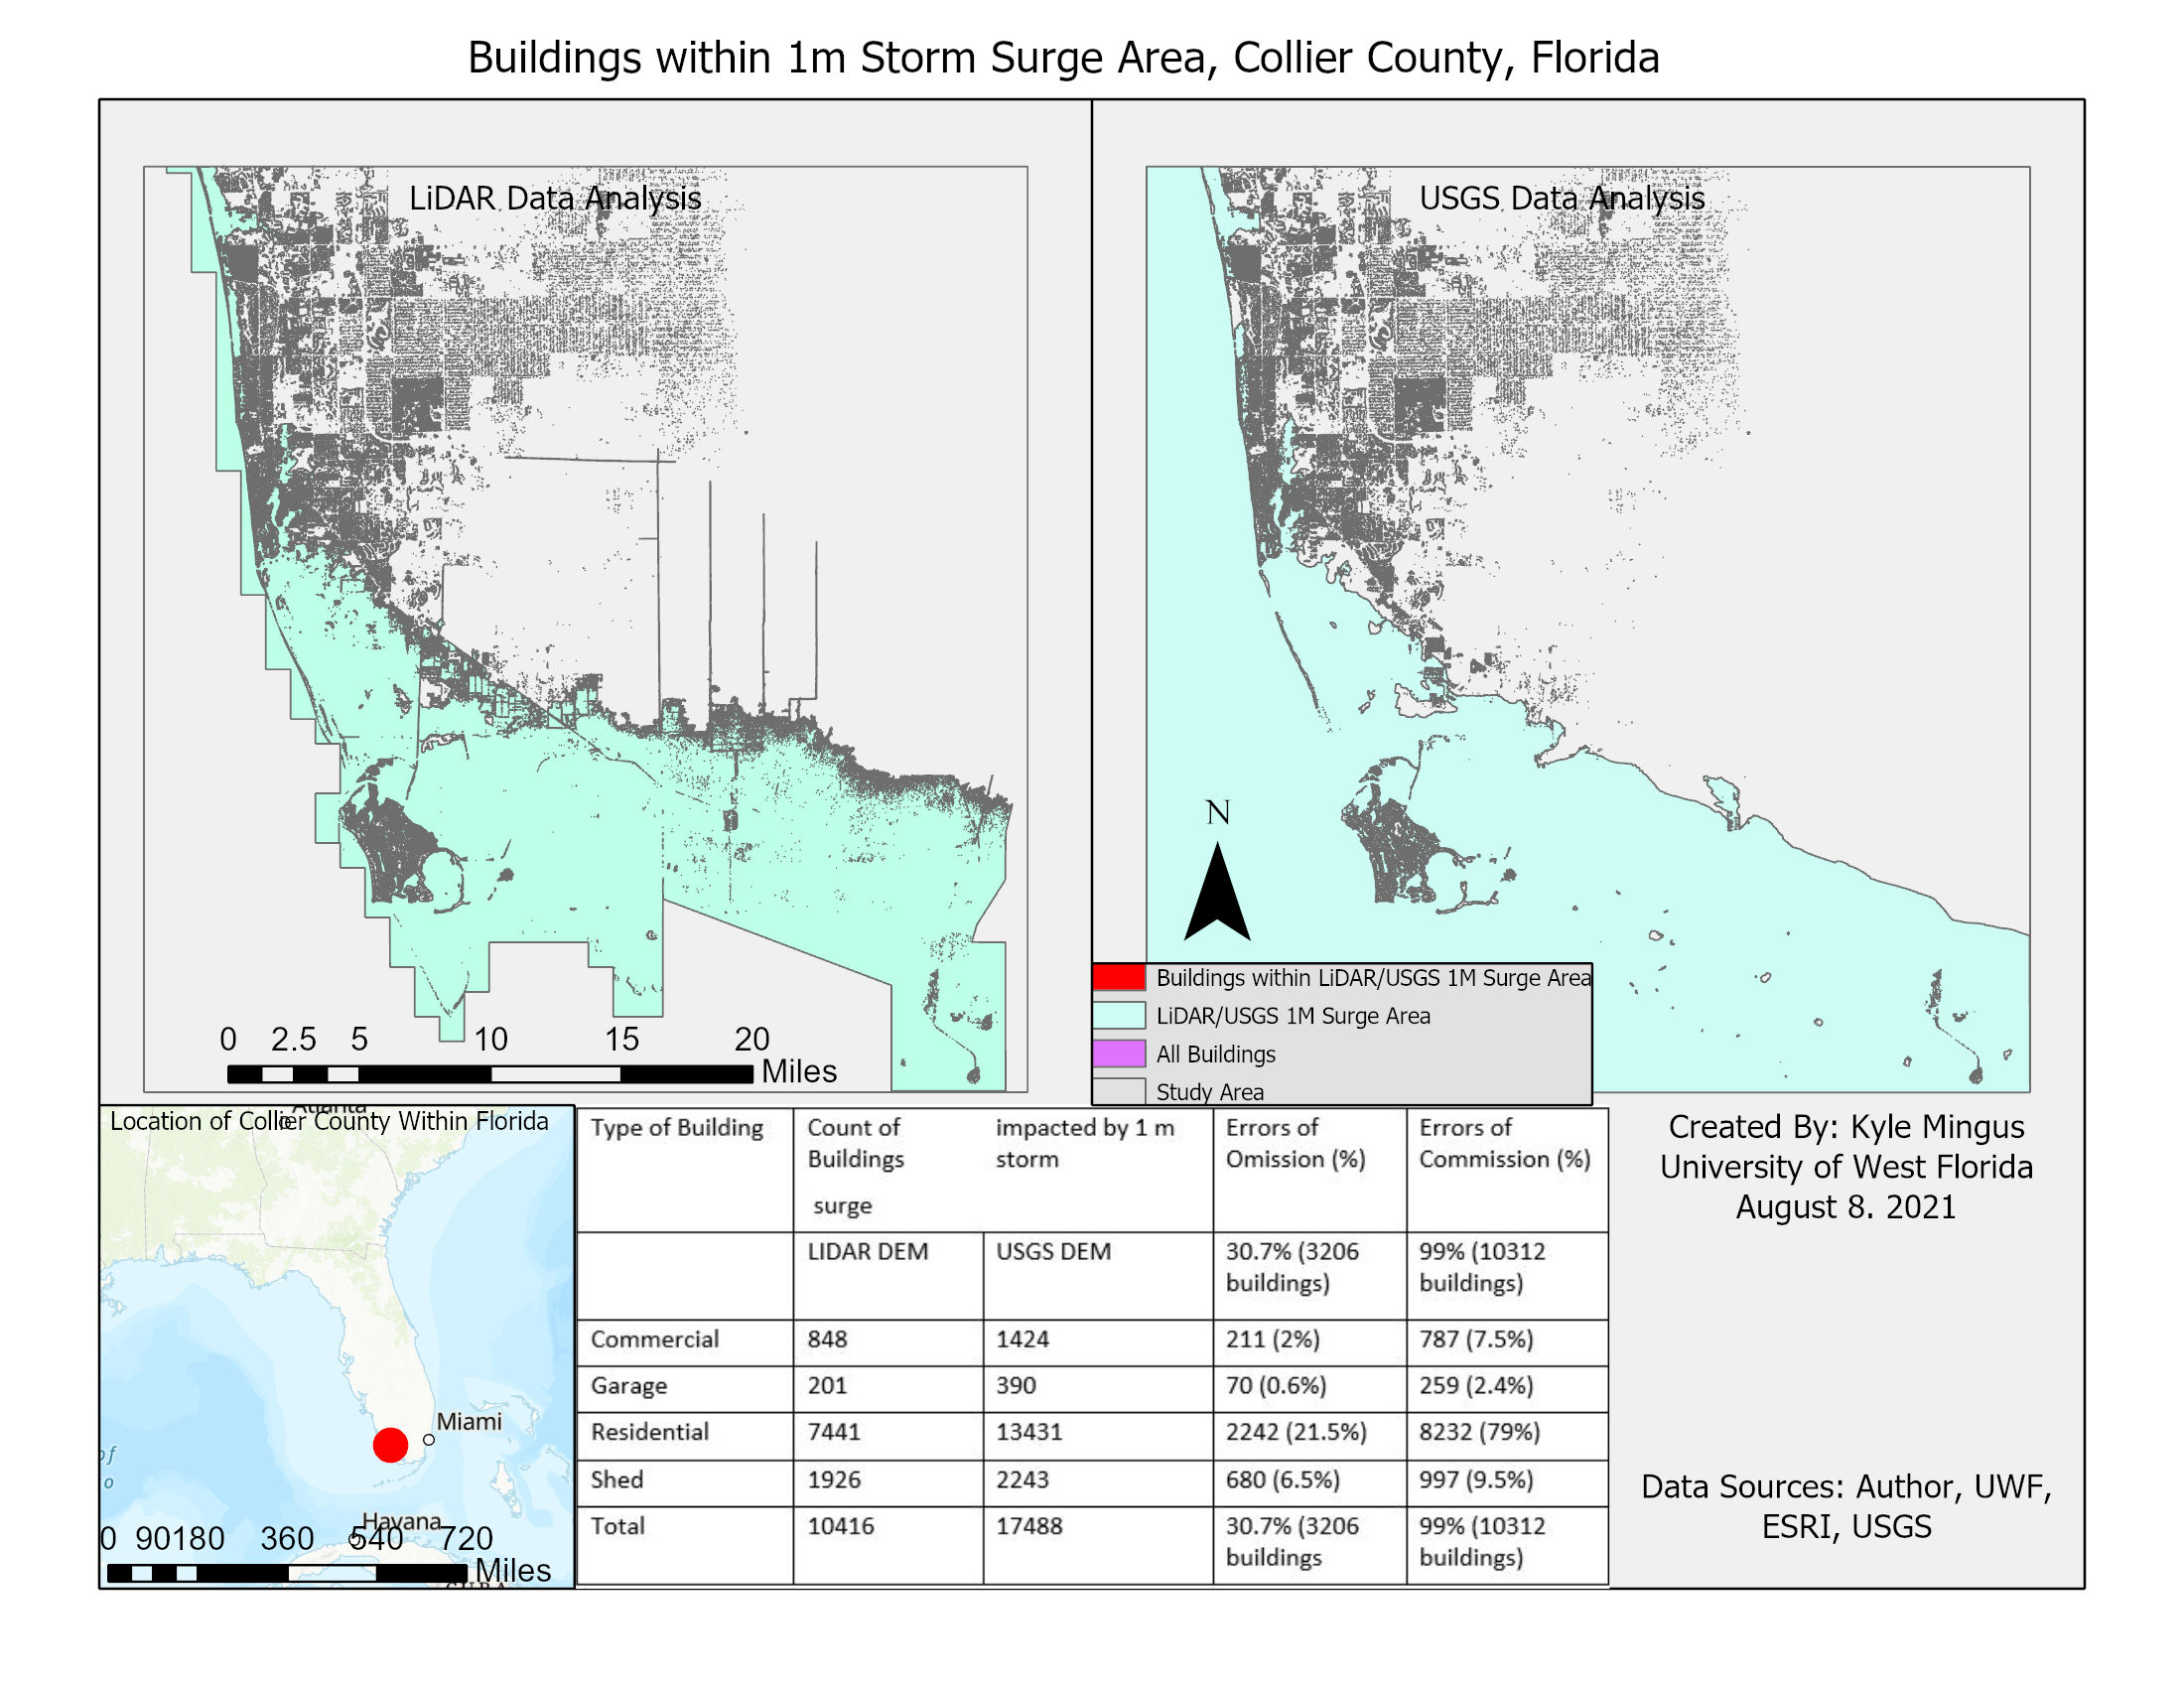 Buildings within 1m Storm Surge Area, Collier County, Florida
LiDAR Data Analysis
USGS Data Analysis
N
0 2.5 5 10 15 20
Miles
Buildings within LiDAR/USGS 1M Surge Area
LiDAR/USGS 1M Surge Area
All Buildings
Study Area
Location of Collier County Within Florida
Atlanta
Miami
of
o
Havana
0 90 180 360 540 720
Miles
CUBA
Type of Building
Count of
Buildings
surge
impacted by 1 m
storm
Errors of
Omission (%)
Errors of
Commission (%)
LIDAR DEM
USGS DEM
30.7% (3206
buildings)
99% (10312
buildings)
Commercial 848 1424 211 (2%) 787 (7.5%)
Garage 201 390 70 (0.6%) 259 (2.4%)
Residential 7441 13431 2242 (21.5%) 8232 (79%)
Shed 1926 2243 680 (6.5%) 997 (9.5%)
Total 10416 17488
30.7% (3206
buildings
99% (10312
buildings)
Created By: Kyle Mingus
University of West Florida
August 8. 2021
Data Sources: Author, UWF,
ESRI, USGS